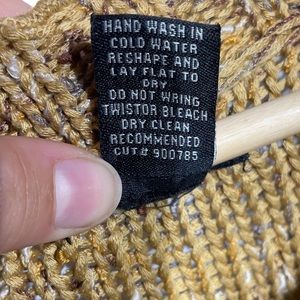 HAND WASH IN
COLD WATER
RESHAPE AND
LAY FLAT TO
DRY
DO NOT WRING
TWISTOR BLEACH
DRY CLEAN
RECOMMENDED
CUT# 900785